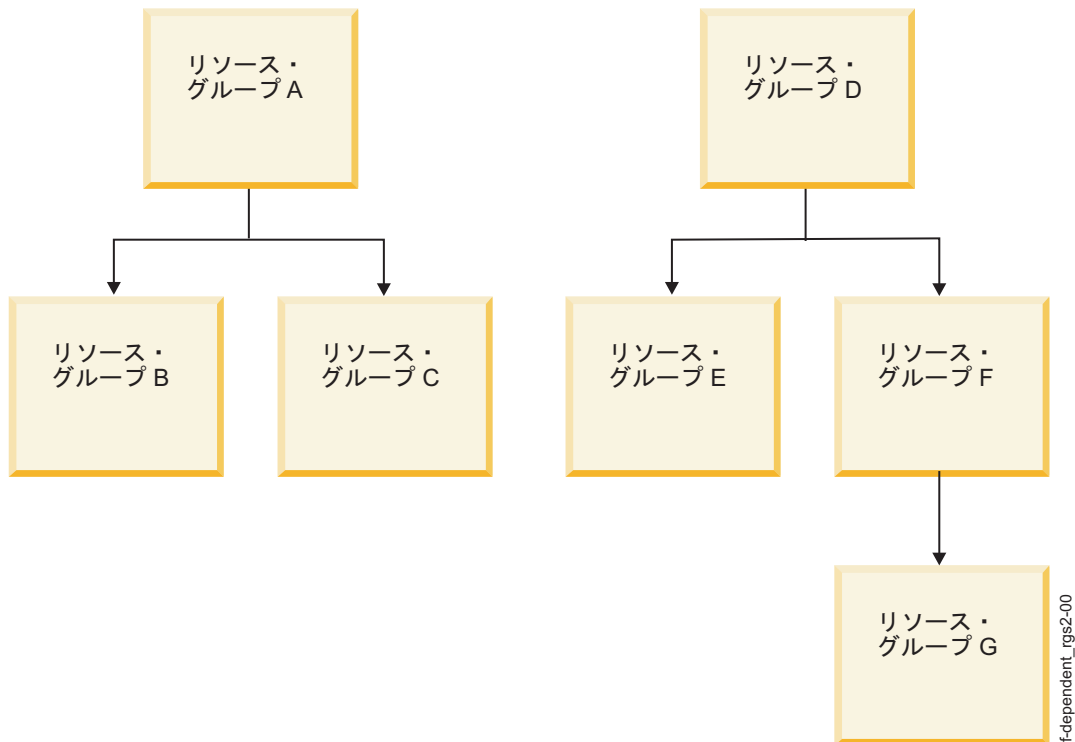 リソース・
グループ A
リソース・
グループ D
リソース・
グループ B
リソース・
グループ C
リソース・
グループ E
リソース・
グループ F
リソース・
グループ G
f-dependent_rgs2-00